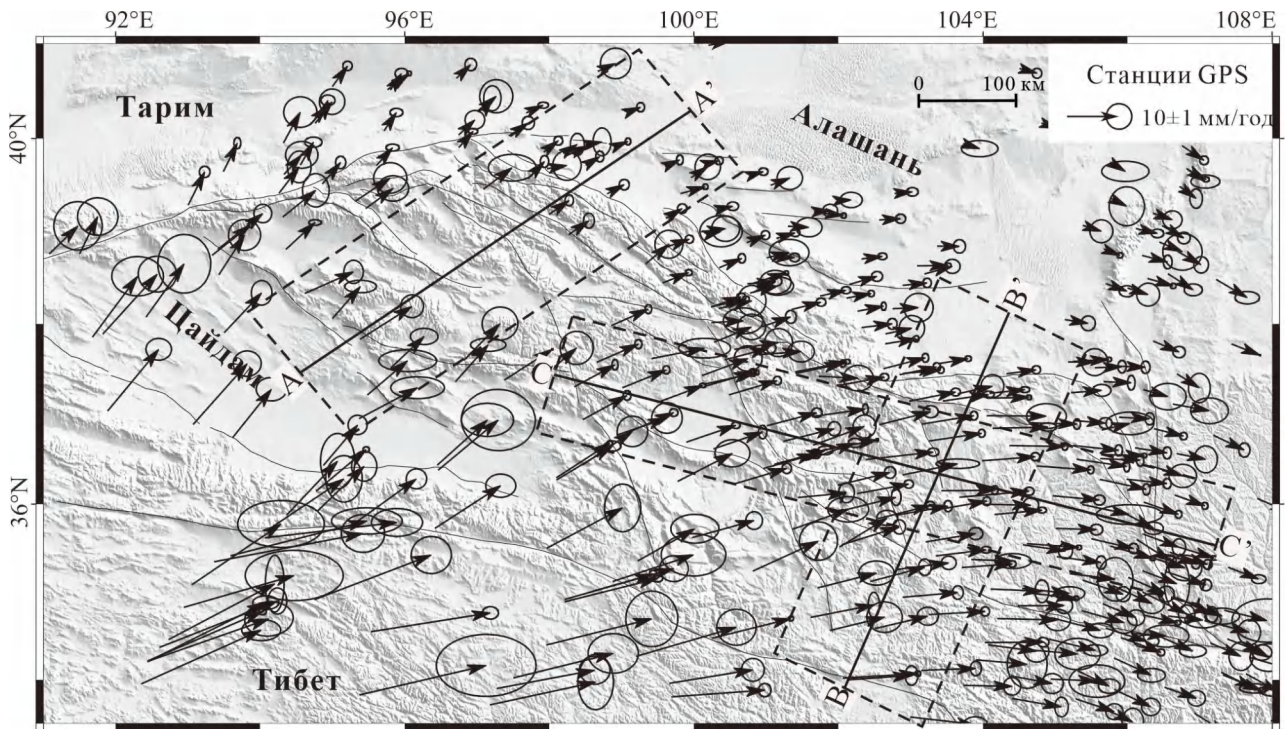 92°E 96°E 100°E 104°E 108°E
Тарим
0 100 км
Станции GPS
10±1 мм/год
Алашань
40°N
A'
Цайдам
A
B'
C
36°N
C'
B
Тибет